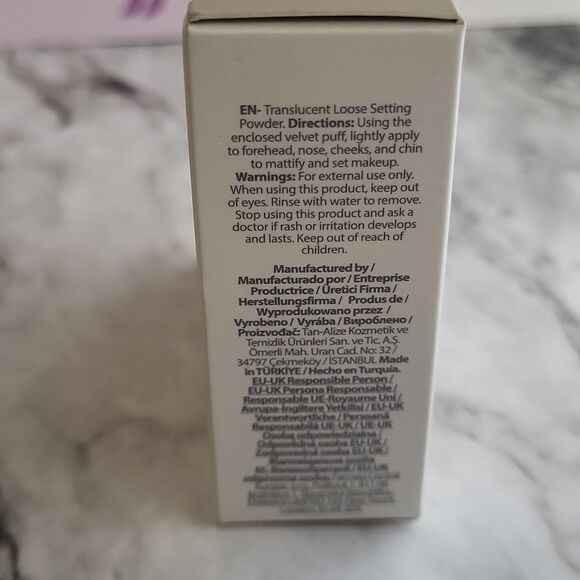 EN- Translucent Loose Setting
Powder. Directions: Using the
enclosed velvet puff, lightly apply
to forehead, nose, cheeks, and chin
to mattify and set makeup.
Warnings: For external use only.
When using this product, keep out
of eyes. Rinse with water to remove.
Stop using this product and ask a
doctor if rash or irritation develops
and lasts. Keep out of reach of
children.
Manufactured by /
Manufacturado por / Entreprise
Productrice / Üretici Firma /
Herstellungsfirma / Produs de /
Wyprodukowano przez /
Vyrobeno / Vyrába / Вироблено /
Proizvođač: Tan-Alize Kozmetik ve
Temizlik Ürünleri San. ve Tic. A.Ş.
Ömerli Mah. Uran Cad. No: 32 /
34797 Çekmeköy / İSTANBUL Made
in TÜRKİYE / Hecho en Turquía.
EU-UK Responsible Person /
EU-UK Persona Responsable /
Responsable UE-Royaume Uni /
Avrupa-İngiltere Yetkilisi / EU-UK
Verantwortliche / Persoană
Responsabilă UE-UK / UE-UK
Osoba odpowiedzialna /
Odpovědná osoba EU-UK /
Zodpovedná osoba EU-UK /